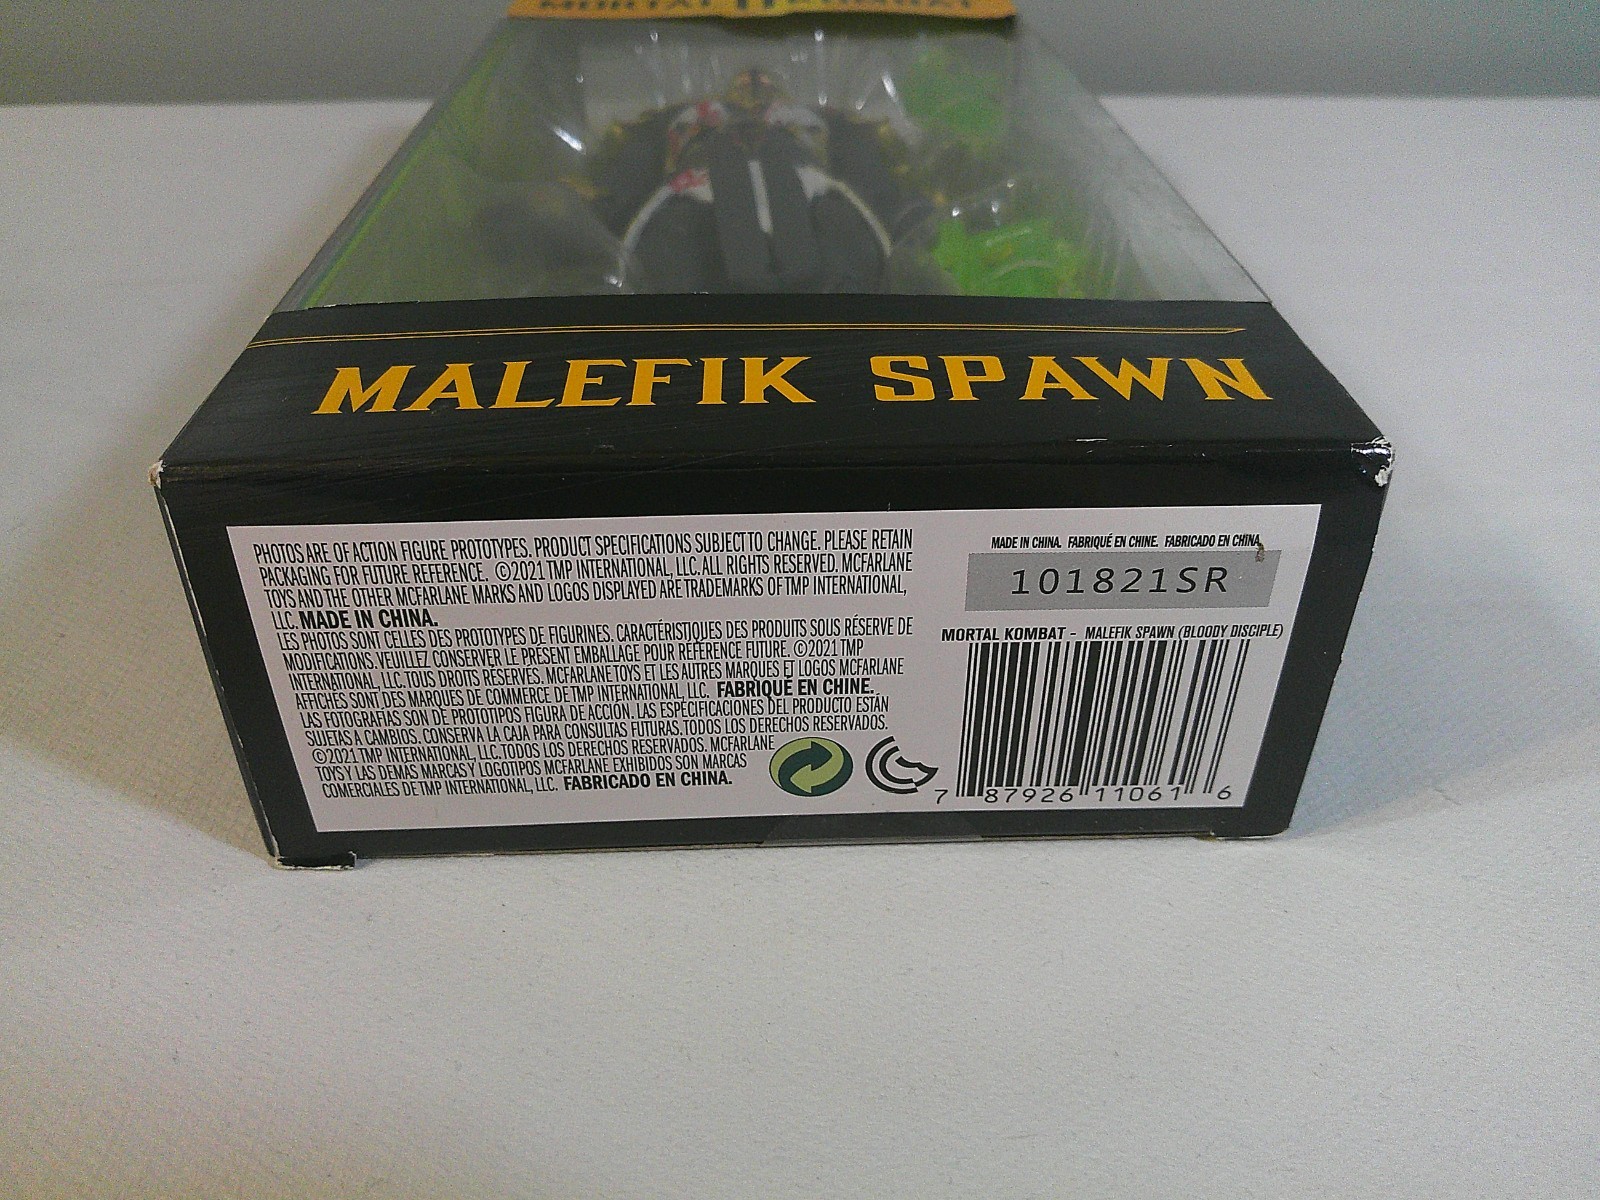 MORTAL 11 KOMBAT
MALEFIK SPAWN
PHOTOS ARE OF ACTION FIGURE PROTOTYPES. PRODUCT SPECIFICATIONS SUBJECT TO CHANGE. PLEASE RETAIN
PACKAGING FOR FUTURE REFERENCE. ©2021 TMP INTERNATIONAL, LLC. ALL RIGHTS RESERVED. MCFARLANE
TOYS AND THE OTHER MCFARLANE MARKS AND LOGOS DISPLAYED ARE TRADEMARKS OF TMP INTERNATIONAL,
LLC. MADE IN CHINA.
LES PHOTOS SONT CELLES DES PROTOTYPES DE FIGURINES. CARACTÉRISTIQUES DES PRODUITS SOUS RÉSERVE DE
MODIFICATIONS. VEUILLEZ CONSERVER LE PRÉSENT EMBALLAGE POUR RÉFÉRENCE FUTURE. ©2021 TMP
INTERNATIONAL, LLC. TOUS DROITS RÉSERVÉS. MCFARLANE TOYS ET LES AUTRES MARQUES ET LOGOS MCFARLANE
AFFICHÉS SONT DES MARQUES DE COMMERCE DE TMP INTERNATIONAL, LLC. FABRIQUÉ EN CHINE.
LAS FOTOGRAFIAS SON DE PROTOTIPOS FIGURA DE ACCION. LAS ESPECIFICACIONES DEL PRODUCTO ESTÁN
SUJETAS A CAMBIOS. CONSERVA LA CAJA PARA CONSULTAS FUTURAS. TODOS LOS DERECHOS RESERVADOS.
©2021 TMP INTERNATIONAL, LLC. TODOS LOS DERECHOS RESERVADOS. MCFARLANE
TOYS Y LAS DEMAS MARCAS Y LOGOTIPOS MCFARLANE EXHIBIDOS SON MARCAS
COMERCIALES DE TMP INTERNATIONAL, LLC. FABRICADO EN CHINA.
MADE IN CHINA. FABRIQUÉ EN CHINE. FABRICADO EN CHINA.
101821SR
MORTAL KOMBAT - MALEFIK SPAWN (BLOODY DISCIPLE)
7 87926 11061 6